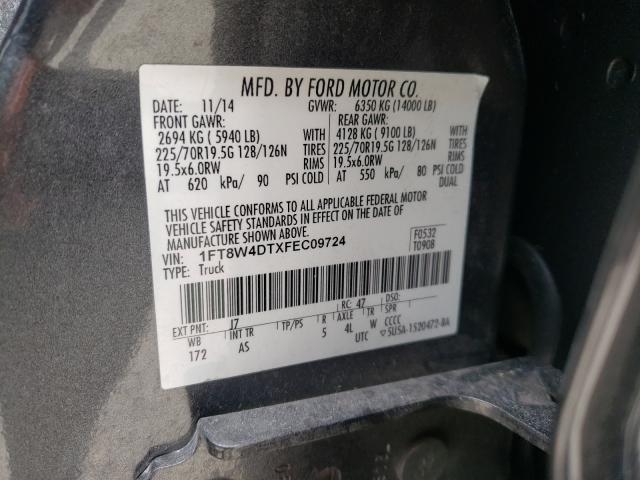 MFD. BY FORD MOTOR CO.
DATE: 11/14 GVWR: 6350 KG (14000 LB)
FRONT GAWR: REAR GAWR:
2694 KG ( 5940 LB) WITH 4128 KG ( 9100 LB) WITH
225/70R19.5G 128/126N TIRES 225/70R19.5G 128/126N TIRES
19.5x6.0RW RIMS 19.5x6.0RW RIMS
AT 620 kPa/ 90 PSI COLD AT 550 kPa/ 80 PSI COLD
DUAL
THIS VEHICLE CONFORMS TO ALL APPLICABLE FEDERAL MOTOR
VEHICLE SAFETY STANDARDS IN EFFECT ON THE DATE OF
MANUFACTURE SHOWN ABOVE.
VIN: 1FT8W4DTXFEC09724
TYPE: Truck
F0532
T0908
EXT PNT: 17 RC: 47 DSO:
WB INT TR TP/PS R AXLE TR SPR
172 AS 5 4L W CCCC
UTC 5U5A-1520472-BA